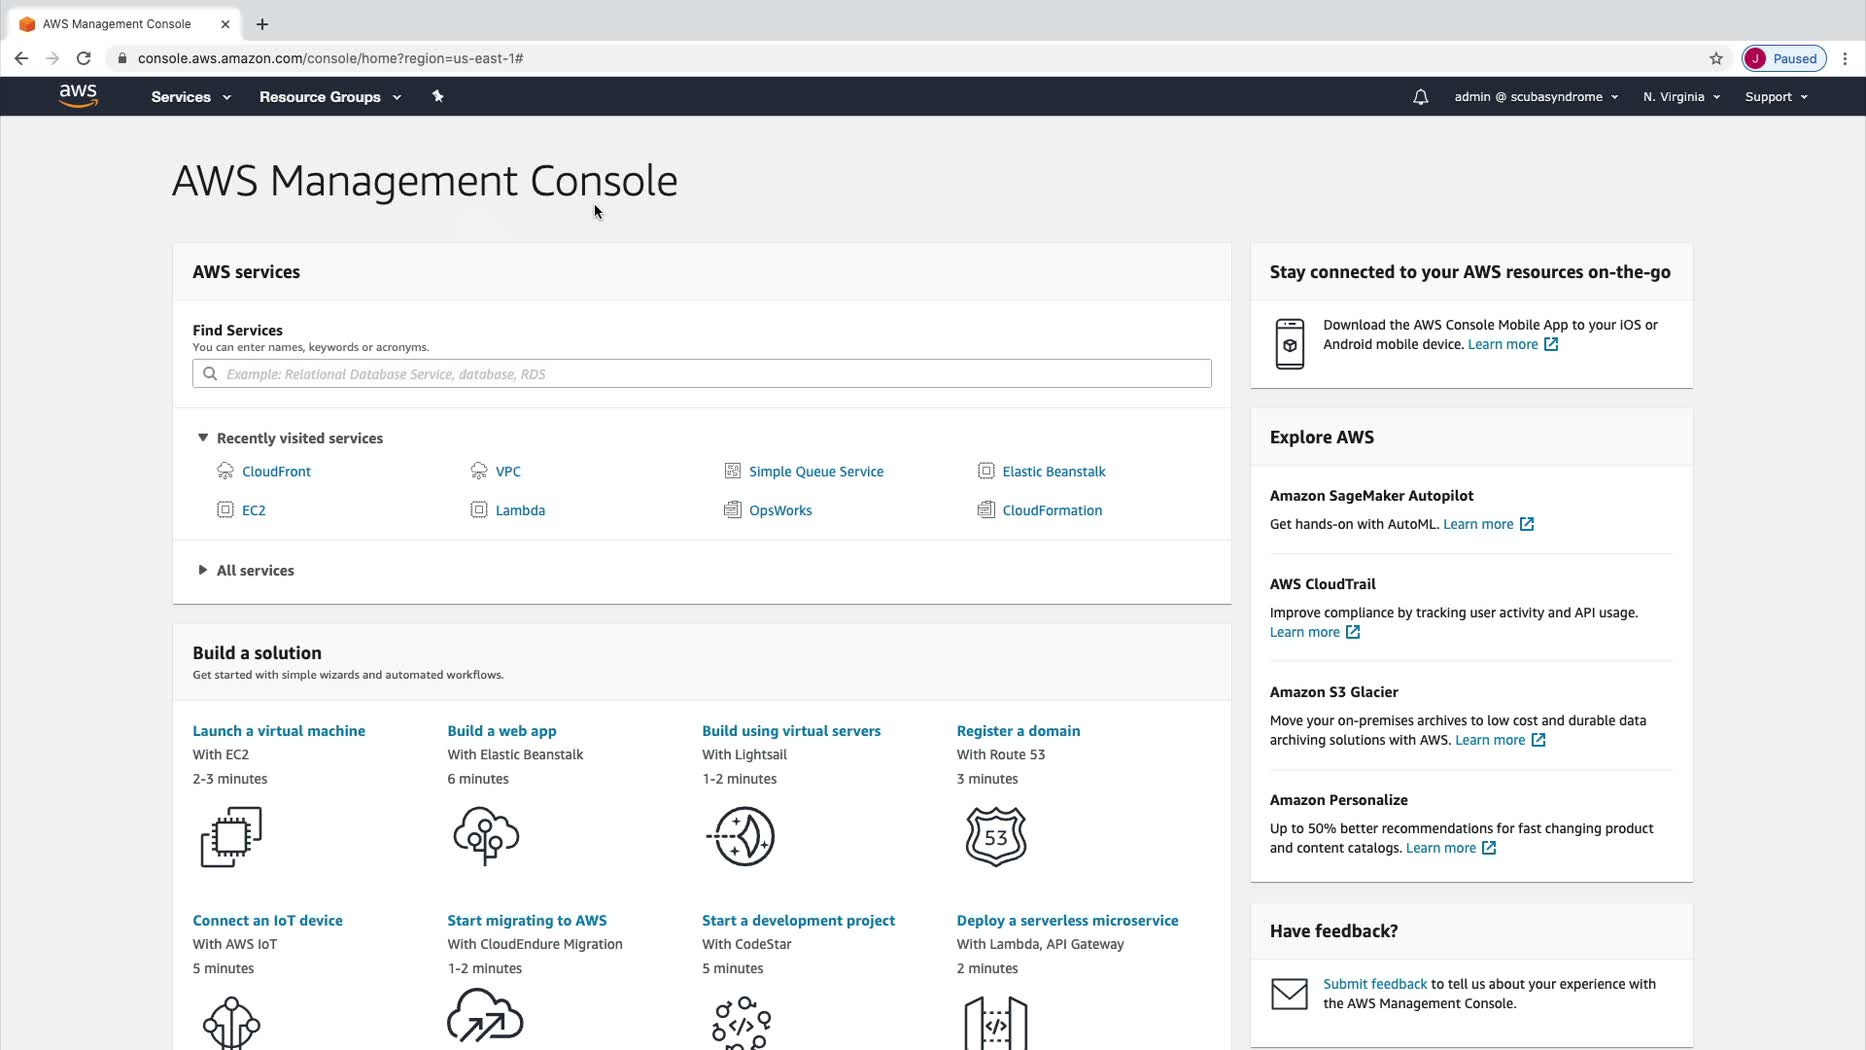 AWS Management Console
console.aws.amazon.com/console/home?region=us-east-1#
J Paused
aws Services Resource Groups admin @ scubasyndrome N. Virginia Support
AWS Management Console
AWS services
Find Services
You can enter names, keywords or acronyms.
Example: Relational Database Service, database, RDS
Recently visited services
CloudFront VPC Simple Queue Service Elastic Beanstalk
EC2 Lambda OpsWorks CloudFormation
All services
Build a solution
Get started with simple wizards and automated workflows.
Launch a virtual machine
With EC2
2-3 minutes
Build a web app
With Elastic Beanstalk
6 minutes
Build using virtual servers
With Lightsail
1-2 minutes
Register a domain
With Route 53
3 minutes
53
Connect an IoT device
With AWS IoT
5 minutes
Start migrating to AWS
With CloudEndure Migration
1-2 minutes
Start a development project
With CodeStar
5 minutes
</>
Deploy a serverless microservice
With Lambda, API Gateway
2 minutes
</>
Stay connected to your AWS resources on-the-go
Download the AWS Console Mobile App to your iOS or
Android mobile device. Learn more
Explore AWS
Amazon SageMaker Autopilot
Get hands-on with AutoML. Learn more
AWS CloudTrail
Improve compliance by tracking user activity and API usage.
Learn more
Amazon S3 Glacier
Move your on-premises archives to low cost and durable data
archiving solutions with AWS. Learn more
Amazon Personalize
Up to 50% better recommendations for fast changing product
and content catalogs. Learn more
Have feedback?
Submit feedback to tell us about your experience with
the AWS Management Console.